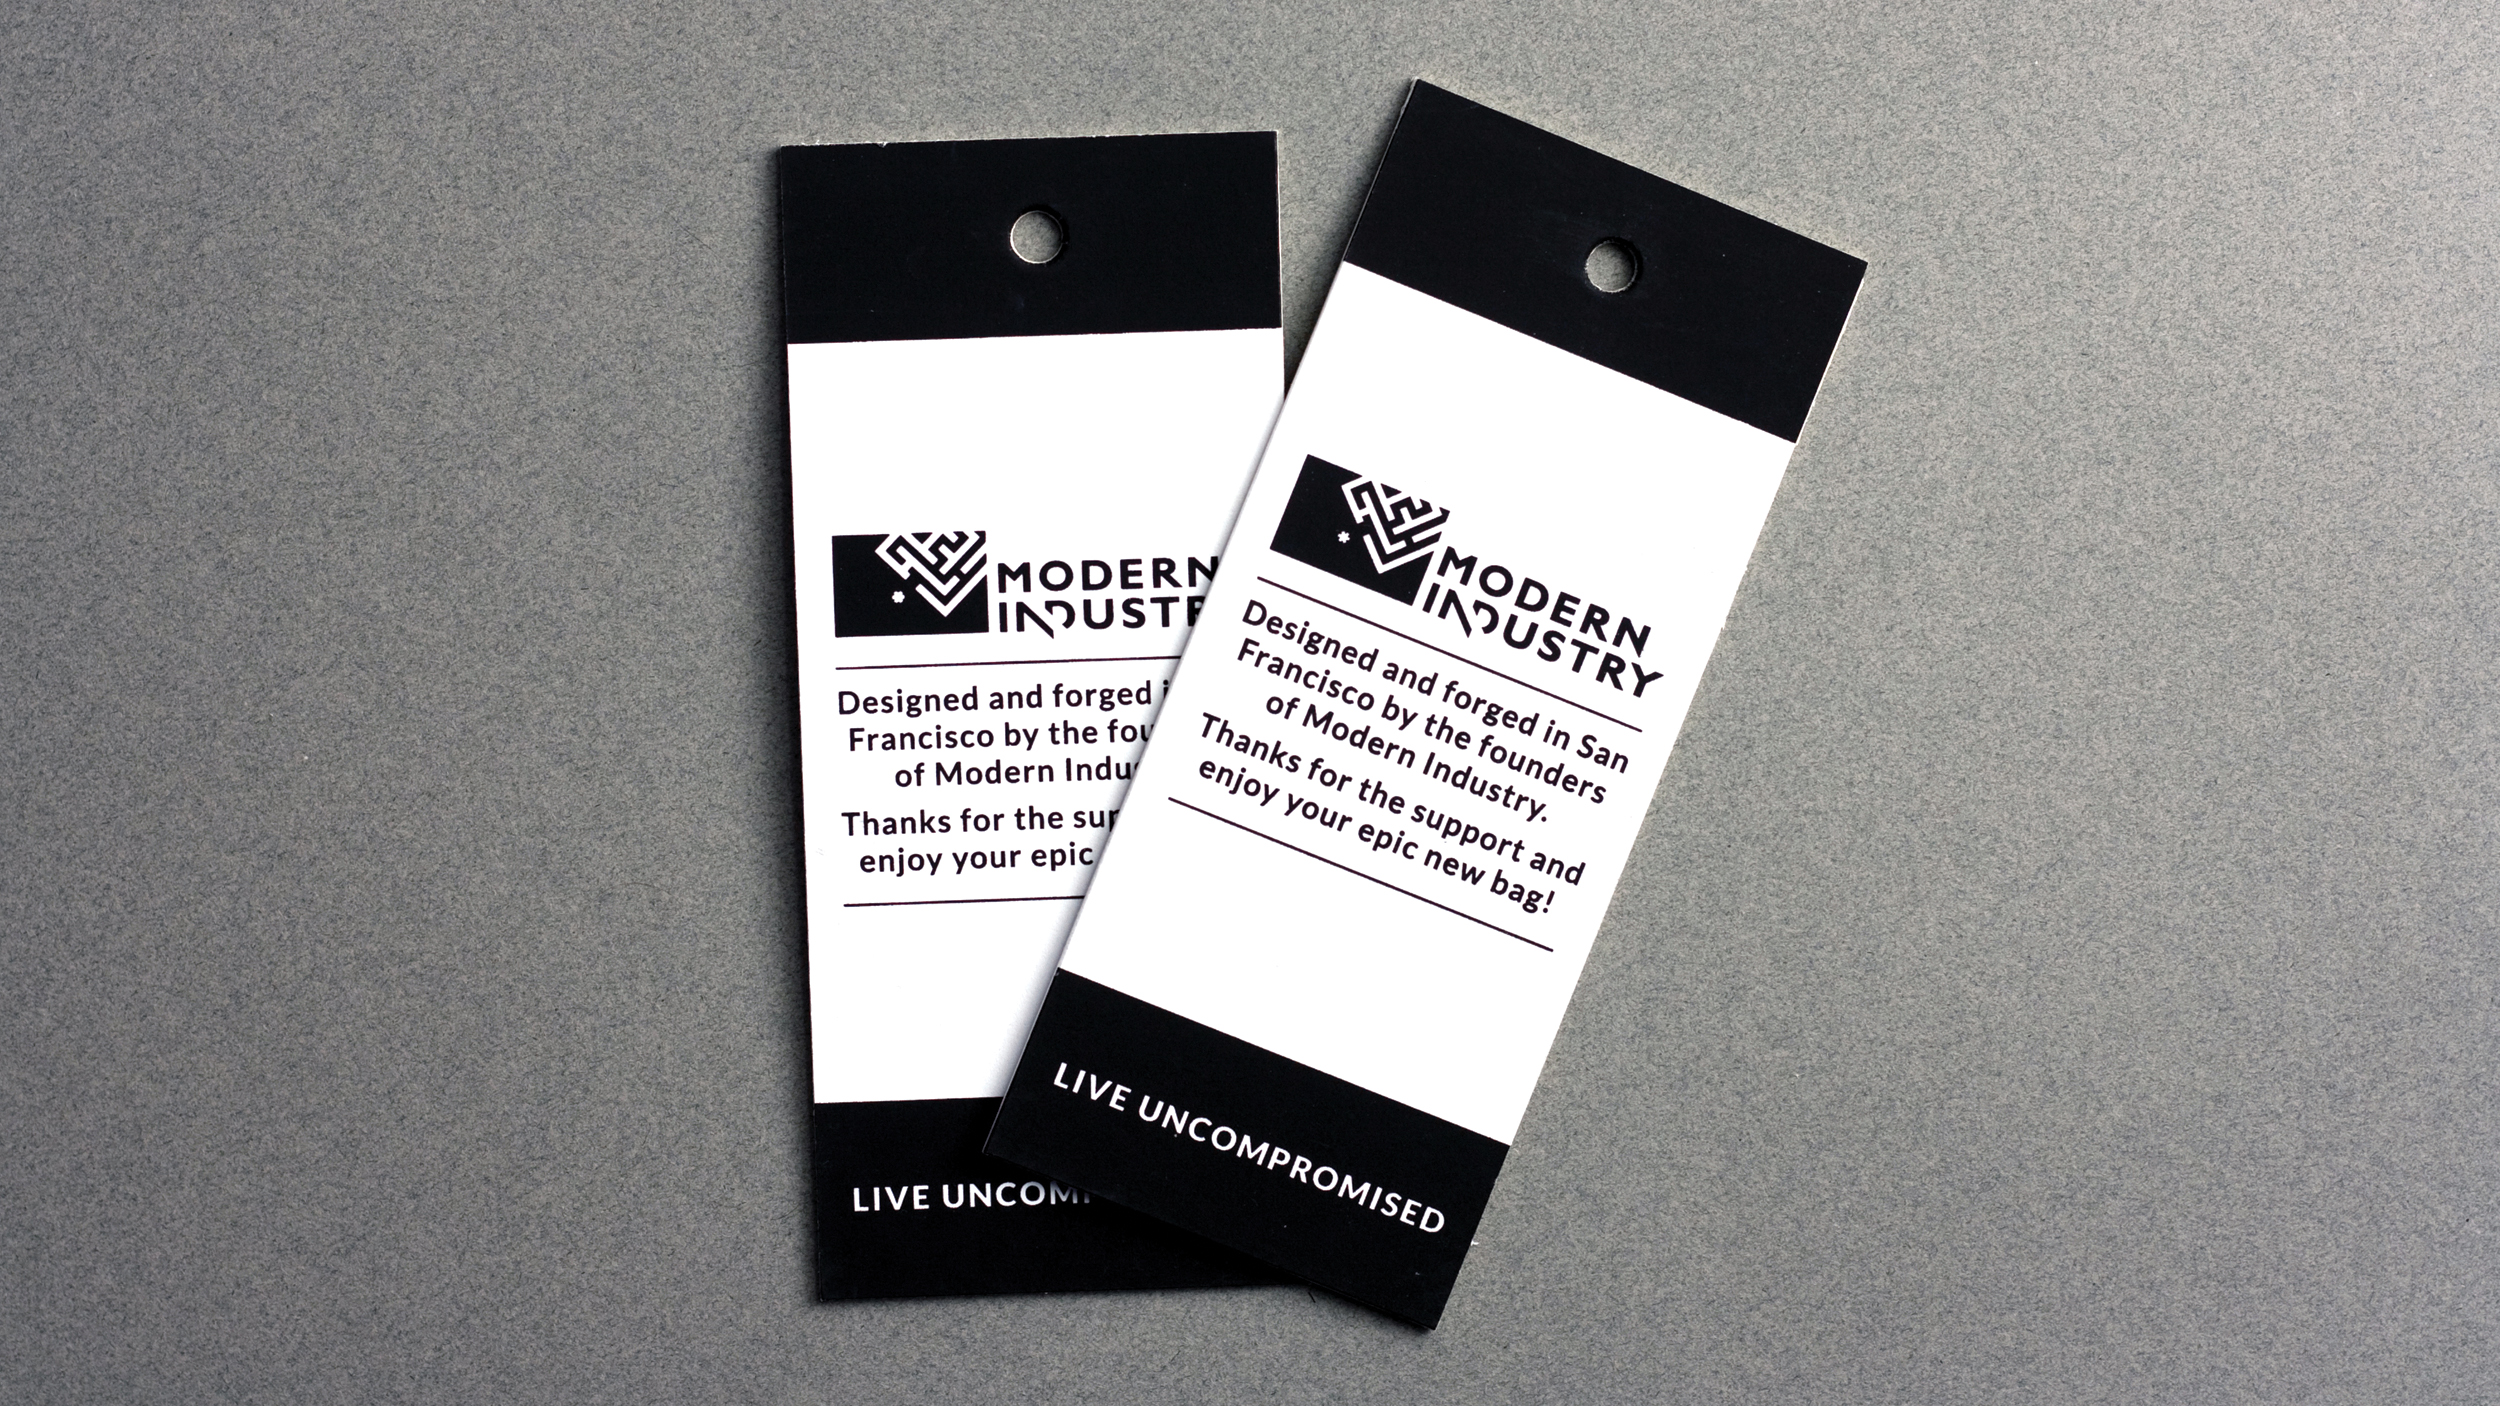 MODERN
INDUSTR
Designed and forged
Francisco by the
of Modern
Thanks for the
enjoy your epic
LIVE
MODERN
INDUSTRY
Designed and forged in San
Francisco by the founders
of Modern Industry.
Thanks for the support and
enjoy your epic new bag!
LIVE UNCOMPROMISED